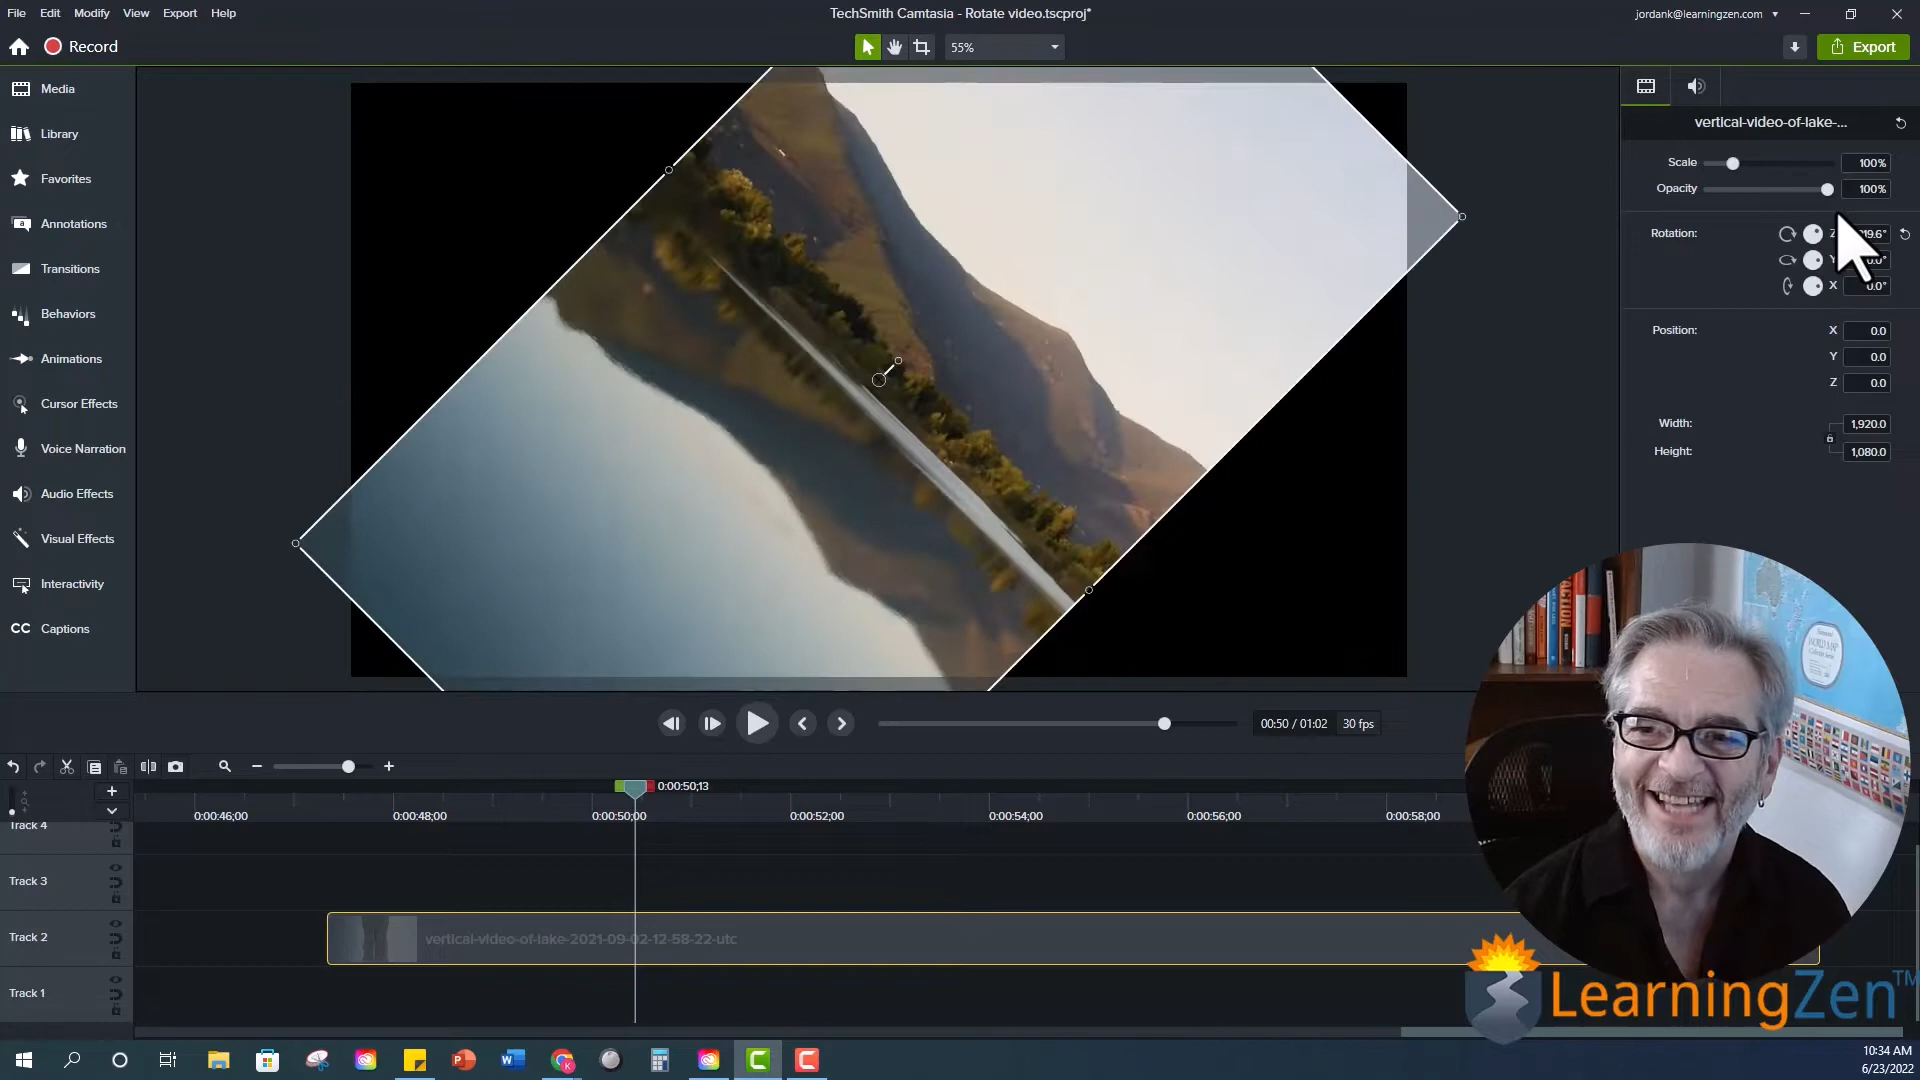 File Edit Modify View Export Help
TechSmith Camtasia - Rotate video.tscproj*
jordank@learningzen.com
Record
55%
Export
Media
Library
Favorites
Annotations
Transitions
Behaviors
Animations
Cursor Effects
Voice Narration
Audio Effects
Visual Effects
Interactivity
CC Captions
vertical-video-of-lake-...
Scale 100%
Opacity 100%
Rotation: Z 19.6°
Y 0.0°
X 0.0°
Position: X 0.0
Y 0.0
Z 0.0
Width: 1,920.0
Height: 1,080.0
00:50 / 01:02 30 fps
0:00:50;13
0:00:46;00 0:00:48;00 0:00:50;00 0:00:52;00 0:00:54;00 0:00:56;00 0:00:58;00
Track 4
Track 3
Track 2
vertical-video-of-lake-2021-09-02-12-58-22-utc
Track 1
WORLD MAP
LearningZen™
10:34 AM
6/23/2022